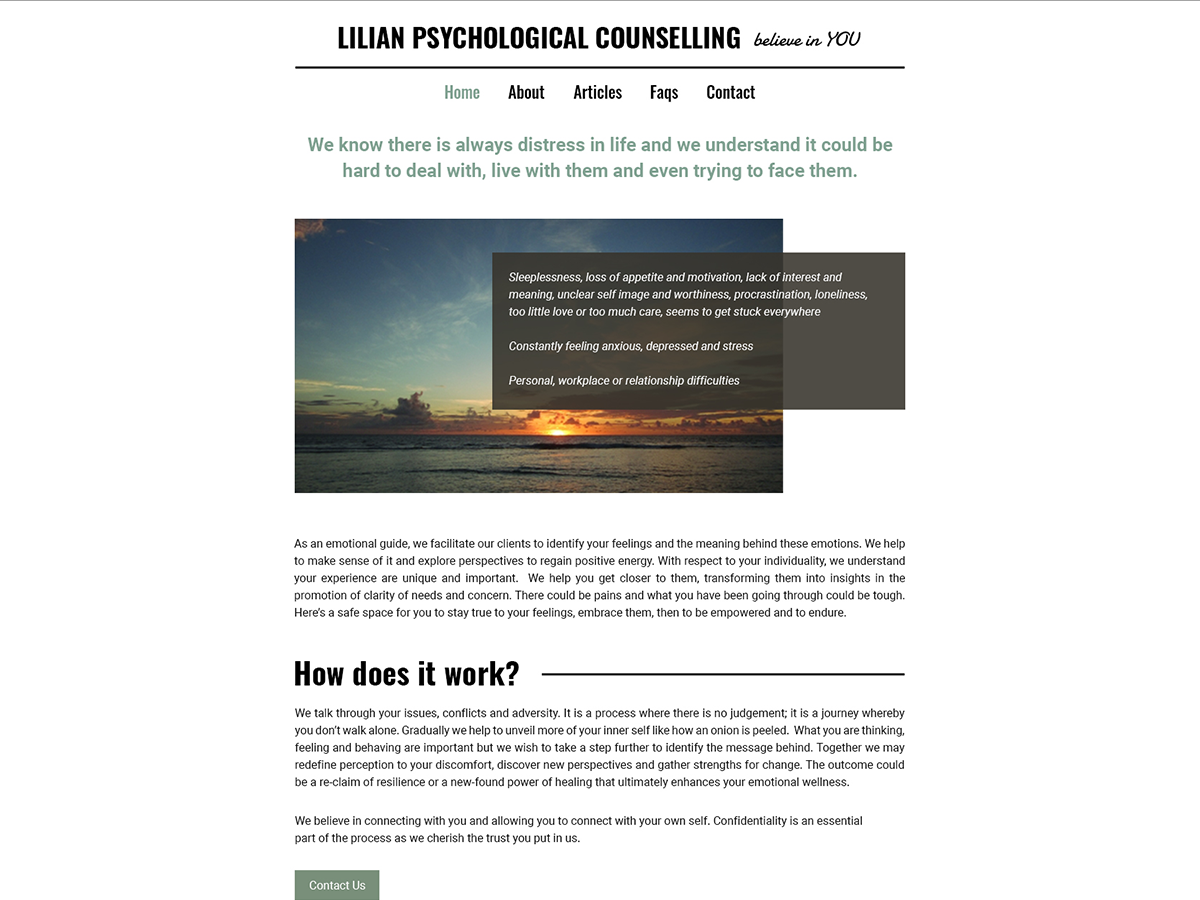 LILIAN PSYCHOLOGICAL COUNSELLING believe in YOU
Home About Articles Faqs Contact
We know there is always distress in life and we understand it could be
hard to deal with, live with them and even trying to face them.
Sleeplessness, loss of appetite and motivation, lack of interest and
meaning, unclear self image and worthiness, procrastination, loneliness,
too little love or too much care, seems to get stuck everywhere
Constantly feeling anxious, depressed and stress
Personal, workplace or relationship difficulties
As an emotional guide, we facilitate our clients to identify your feelings and the meaning behind these emotions. We help
to make sense of it and explore perspectives to regain positive energy. With respect to your individuality, we understand
your experience are unique and important. We help you get closer to them, transforming them into insights in the
promotion of clarity of needs and concern. There could be pains and what you have been going through could be tough.
Here's a safe space for you to stay true to your feelings, embrace them, then to be empowered and to endure.
How does it work?
We talk through your issues, conflicts and adversity. It is a process where there is no judgement; it is a journey whereby
you don't walk alone. Gradually we help to unveil more of your inner self like how an onion is peeled. What you are thinking,
feeling and behaving are important but we wish to take a step further to identify the message behind. Together we may
redefine perception to your discomfort, discover new perspectives and gather strengths for change. The outcome could
be a re-claim of resilience or a new-found power of healing that ultimately enhances your emotional wellness.
We believe in connecting with you and allowing you to connect with your own self. Confidentiality is an essential
part of the process as we cherish the trust you put in us.
Contact Us